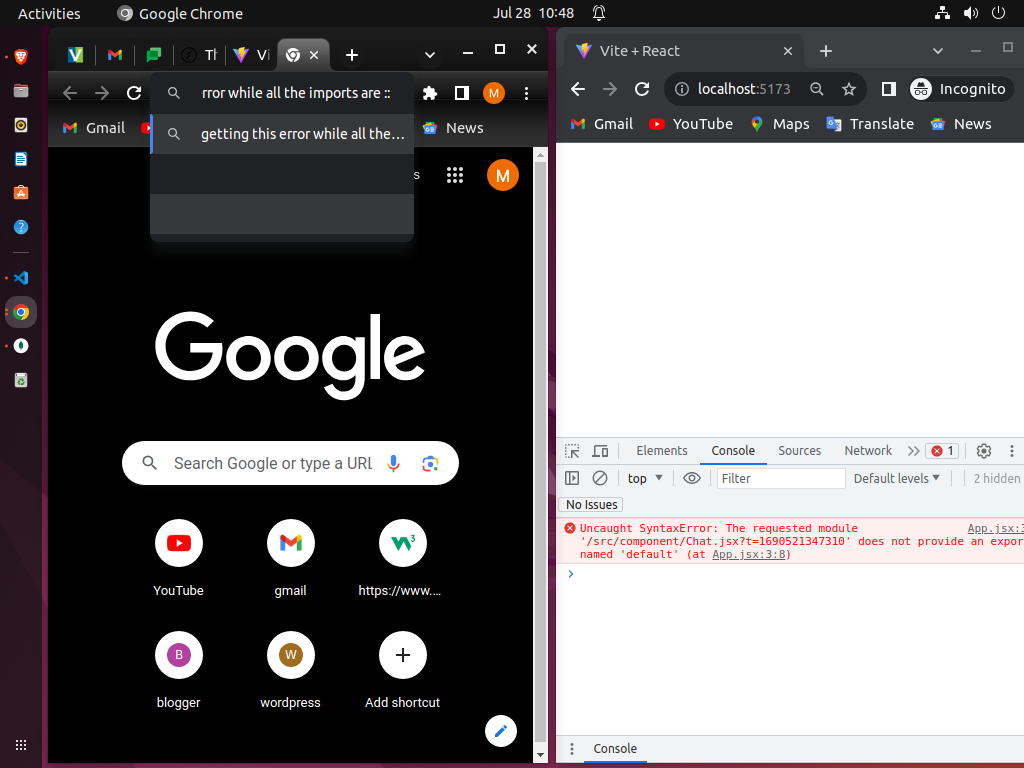 Activities
Google Chrome
Jul 28 10:48
Th
Vi
M
rror while all the imports are ::
getting this error while all the…
Gmail
News
s
M
Google
Search Google or type a URL
YouTube
gmail
https://www.…
B
W
blogger
wordpress
Add shortcut
Vite + React
localhost:5173
Incognito
Gmail
YouTube
Maps
Translate
News
Elements
Console
Sources
Network
1
top
Filter
Default levels
2 hidden
No Issues
Uncaught SyntaxError: The requested module App.jsx:3
'/src/component/Chat.jsx?t=1690521347310' does not provide an expor
named 'default' (at App.jsx:3:8)
Console